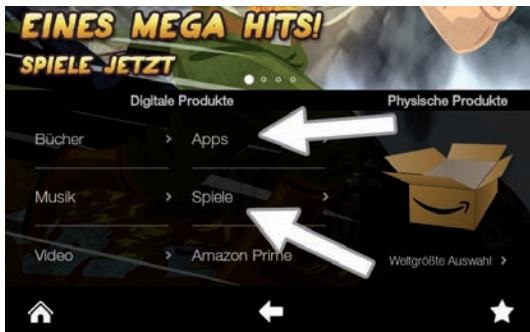 EINES MEGA HITS!
SPIELE JETZT
Digitale Produkte
Physische Produkte
Bücher
Apps
Musik
Spiele
Video
Amazon Prime
Weltgrößte Auswahl